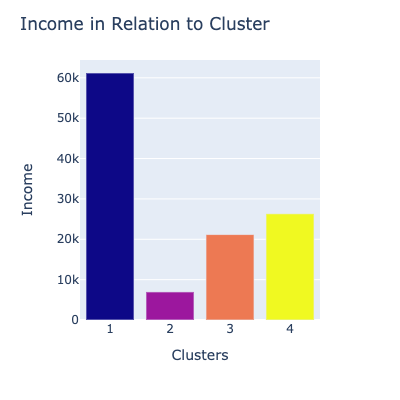 Income in Relation to Cluster
Income
60k
50k
40k
30k
20k
10k
0
1 2 3 4
Clusters